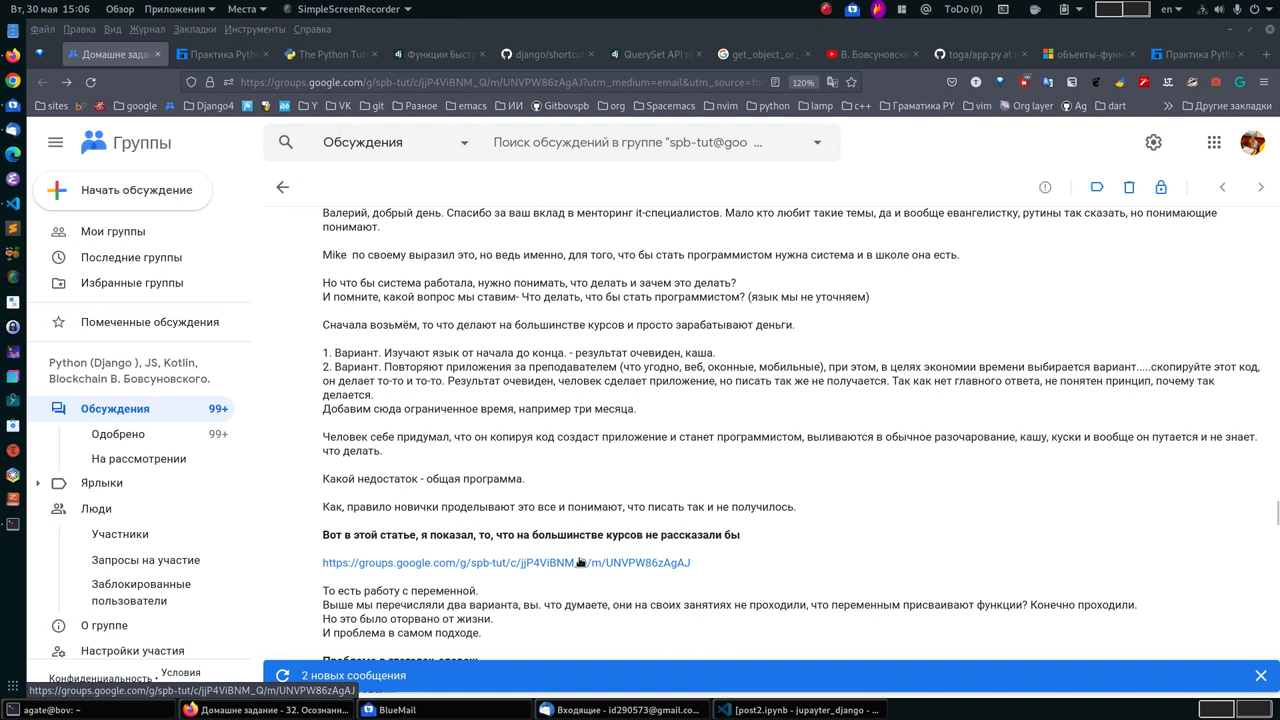 Вт, 30 мая 15:06 Обзор Приложения Места SimpleScreenRecorder ToDo(0) en
Файл Правка Вид Журнал Закладки Инструменты Справка
Домашне задан Практика Py The Python Tut Функции быст django/shortcu QuerySet API re get_object_or_ В. Бовсуновски toga/app.py at m объекты-функ Практика Pytho
https://groups.google.com/g/spb-tut/c/jjP4ViBNM_Q/m/UNVPW86zAgAJ?utm_medium=email&utm_source=fo 120%
sites bP google Django4 Y VK git Разное emacs ИИ Gitbovspb org Spacemacs nvim python lamp c++ Граматика PY vim Org layer Ag dart Другие закладки
Группы
Обсуждения
Поиск обсуждений в группе "spb-tut@goo ...
Начать обсуждение
Мои группы
Последние группы
Избранные группы
Помеченные обсуждения
Python (Django ), JS, Kotlin,
Blockchain В. Бовсуновского.
Обсуждения 99+
Одобрено 99+
На рассмотрении
Ярлыки
Люди
Участники
Запросы на участие
Заблокированные
пользователи
О группе
Настройки участия
Конфиденциальность • Условия
Валерий, добрый день. Спасибо за ваш вклад в менторинг it-специалистов. Мало кто любит такие темы, да и вообще евангелистку, рутины так сказать, но понимающие
понимают.
Mike по своему выразил это, но ведь именно, для того, что бы стать программистом нужна система и в школе она есть.
Но что бы система работала, нужно понимать, что делать и зачем это делать?
И помните, какой вопрос мы ставим- Что делать, что бы стать программистом? (язык мы не уточняем)
Сначала возьмём, то что делают на большинстве курсов и просто зарабатывают деньги.
1. Вариант. Изучают язык от начала до конца. - результат очевиден, каша.
2. Вариант. Повторяют приложения за преподавателем (что угодно, веб, оконные, мобильные), при этом, в целях экономии времени выбирается вариант.....скопируйте этот код,
он делает то-то и то-то. Результат очевиден, человек сделает приложение, но писать так же не получается. Так как нет главного ответа, не понятен принцип, почему так
делается.
Добавим сюда ограниченное время, например три месяца.
Человек себе придумал, что он копируя код создаст приложение и станет программистом, выливаются в обычное разочарование, кашу, куски и вообще он путается и не знает.
что делать.
Какой недостаток - общая программа.
Как, правило новички проделывают это все и понимают, что писать так и не получилось.
Вот в этой статье, я показал, то, что на большинстве курсов не рассказали бы
https://groups.google.com/g/spb-tut/c/jjP4ViBNM_Q/m/UNVPW86zAgAJ
То есть работу с переменной.
Выше мы перечисляли два варианта, вы. что думаете, они на своих занятиях не проходили, что переменным присваивают функции? Конечно проходили.
Но это было оторвано от жизни.
И проблема в самом подходе.
2 новых сообщения
https://groups.google.com/g/spb-tut/c/jjP4ViBNM_Q/m/UNVPW86zAgAJ
agate@bov: ~ Домашне задание - 32. Осознанн... BlueMail Входящие - id290573@gmail.co... [post2.ipynb - jupayter_django - ...